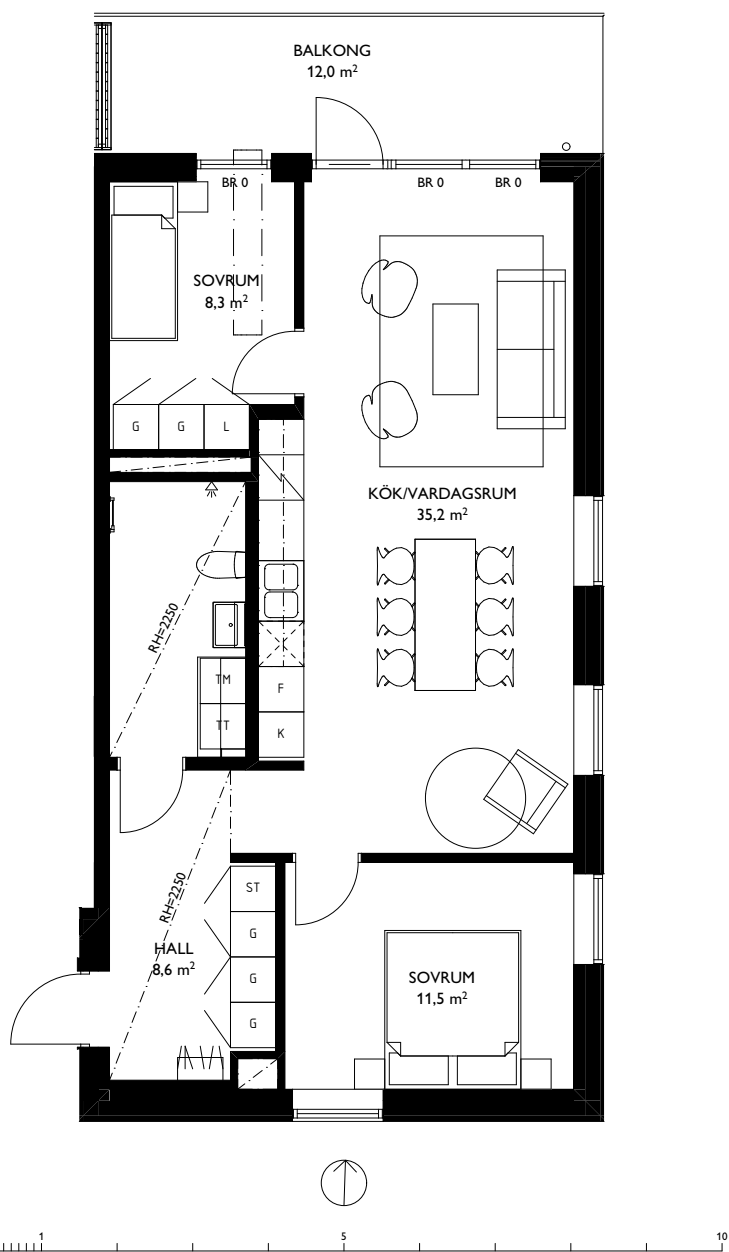 BALKONG
12,0 m²
BR 0
BR 0
BR 0
SOVRUM
8,3 m²
G
G
L
KÖK/VARDAGSRUM
35,2 m²
RH=2250
TM
TT
F
K
RH=2250
ST
G
G
G
HALL
8,6 m²
SOVRUM
11,5 m²
1
5
10